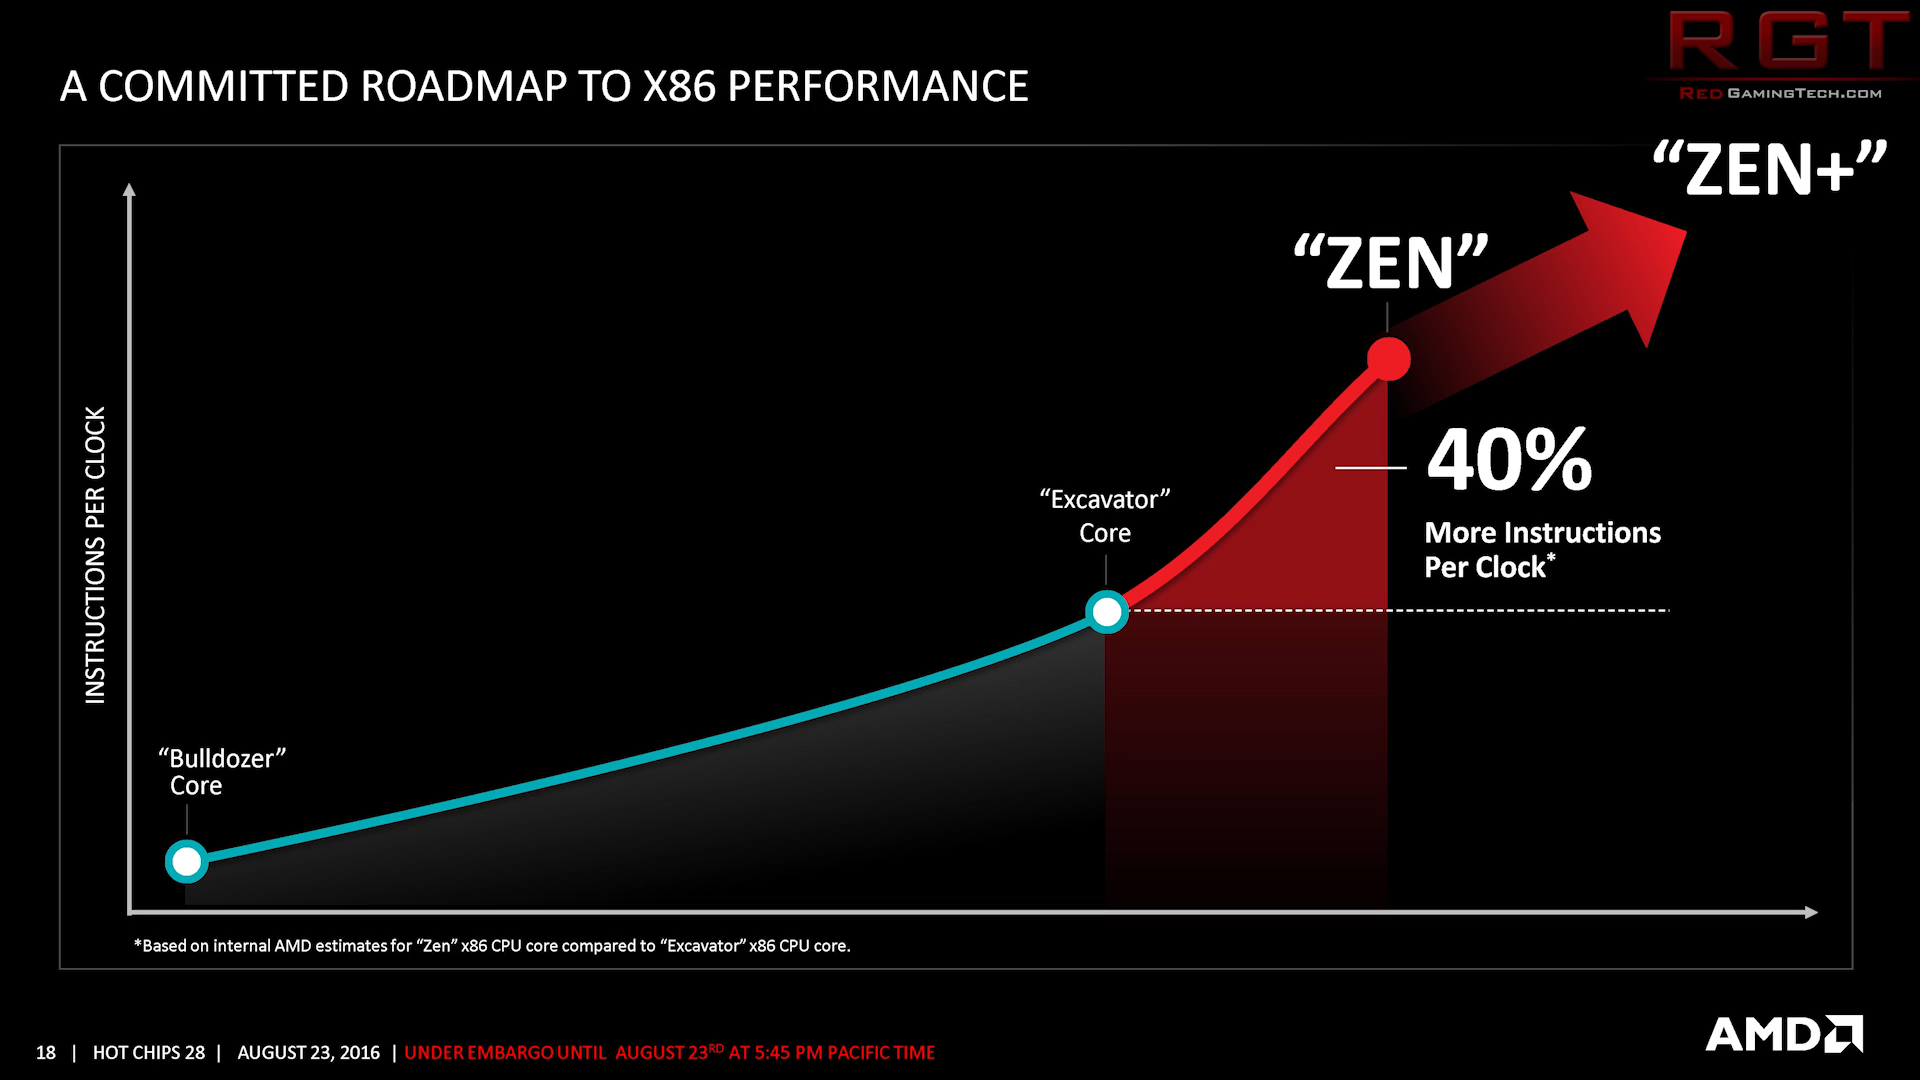 RGT
RED GAMINGTECH.COM
A COMMITTED ROADMAP TO X86 PERFORMANCE
“ZEN+”
“ZEN”
40%
More Instructions
Per Clock*
“Excavator”
Core
“Bulldozer”
Core
INSTRUCTIONS PER CLOCK
*Based on internal AMD estimates for “Zen” x86 CPU core compared to “Excavator” x86 CPU core.
18 | HOT CHIPS 28 | AUGUST 23, 2016 | UNDER EMBARGO UNTIL AUGUST 23RD AT 5:45 PM PACIFIC TIME
AMD